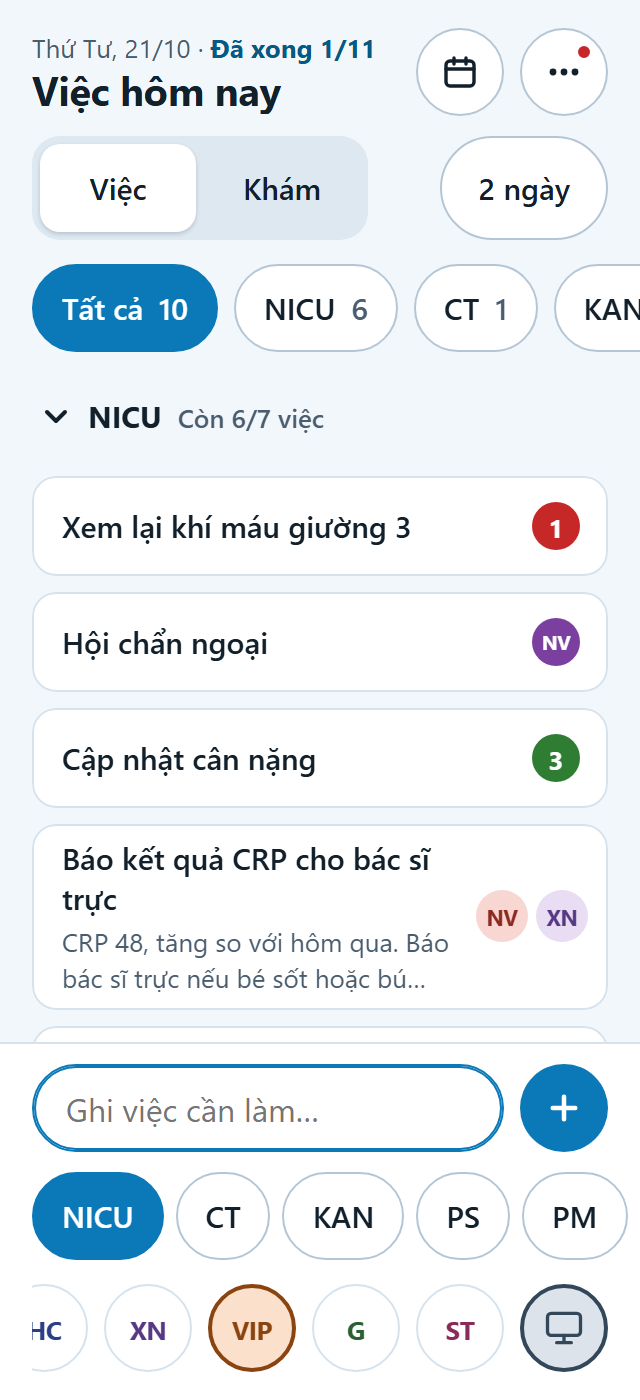 Thứ Tư, 21/10 · Đã xong 1/11
Việc hôm nay
Việc Khám 2 ngày
Tất cả 10 NICU 6 CT 1 KAN
NICU Còn 6/7 việc
Xem lại khí máu giường 3 1
Hội chẩn ngoại NV
Cập nhật cân nặng 3
Báo kết quả CRP cho bác sĩ
trực
NV XN
CRP 48, tăng so với hôm qua. Báo
bác sĩ trực nếu bé sốt hoặc bú...
Ghi việc cần làm...
NICU CT KAN PS PM
HC XN VIP G ST